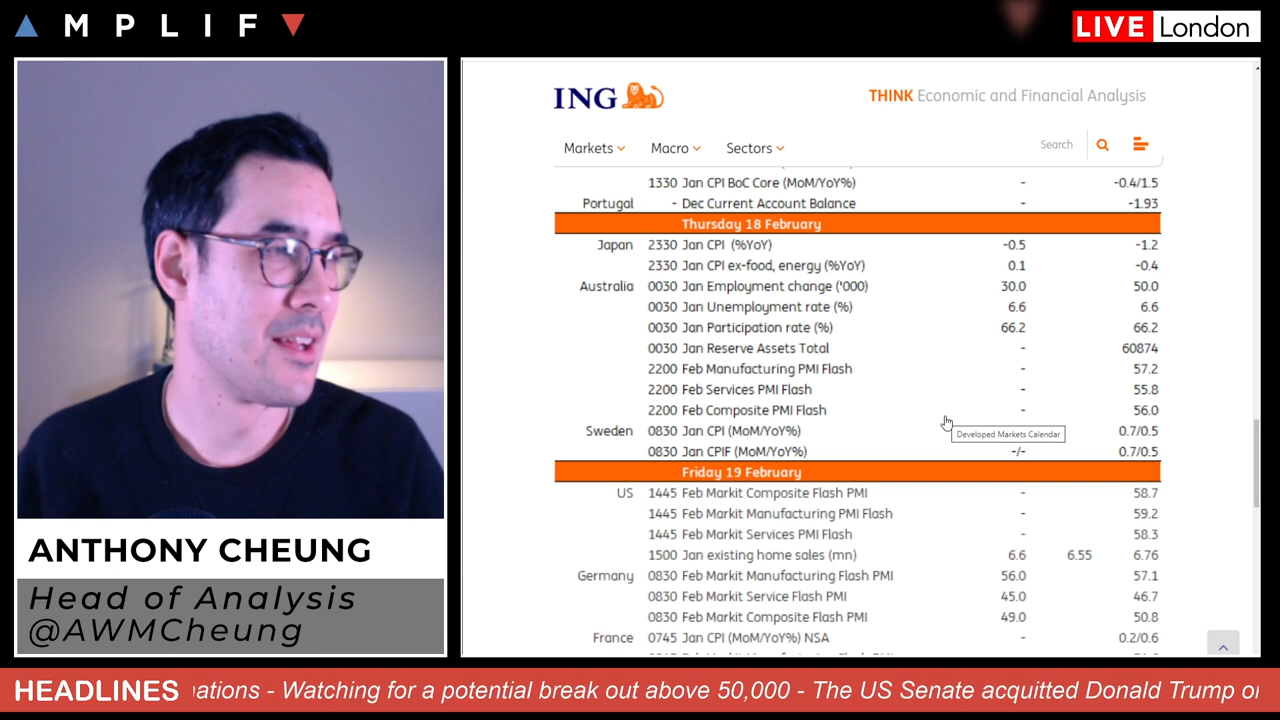 MPLIF
LIVE London
ING
THINK Economic and Financial Analysis
Markets Macro Sectors Search
1330 Jan CPI BoC Core (MoM/YoY%) - -0.4/1.5
Portugal - Dec Current Account Balance - -1.93
Thursday 18 February
Japan 2330 Jan CPI (%YoY) -0.5 -1.2
2330 Jan CPI ex-food, energy (%YoY) 0.1 -0.4
Australia 0030 Jan Employment change ('000) 30.0 50.0
0030 Jan Unemployment rate (%) 6.6 6.6
0030 Jan Participation rate (%) 66.2 66.2
0030 Jan Reserve Assets Total - 60874
2200 Feb Manufacturing PMI Flash - 57.2
2200 Feb Services PMI Flash - 55.8
2200 Feb Composite PMI Flash - 56.0
Developed Markets Calendar
Sweden 0830 Jan CPI (MoM/YoY%) 0.7/0.5
0830 Jan CPIF (MoM/YoY%) -/- 0.7/0.5
Friday 19 February
US 1445 Feb Markit Composite Flash PMI - 58.7
1445 Feb Markit Manufacturing PMI Flash - 59.2
1445 Feb Markit Services PMI Flash - 58.3
1500 Jan existing home sales (mn) 6.6 6.55 6.76
Germany 0830 Feb Markit Manufacturing Flash PMI 56.0 57.1
0830 Feb Markit Service Flash PMI 45.0 46.7
0830 Feb Markit Composite Flash PMI 49.0 50.8
France 0745 Jan CPI (MoM/YoY%) NSA - 0.2/0.6
ANTHONY CHEUNG
Head of Analysis
@AWMCheung
HEADLINES ations - Watching for a potential break out above 50,000 - The US Senate acquitted Donald Trump